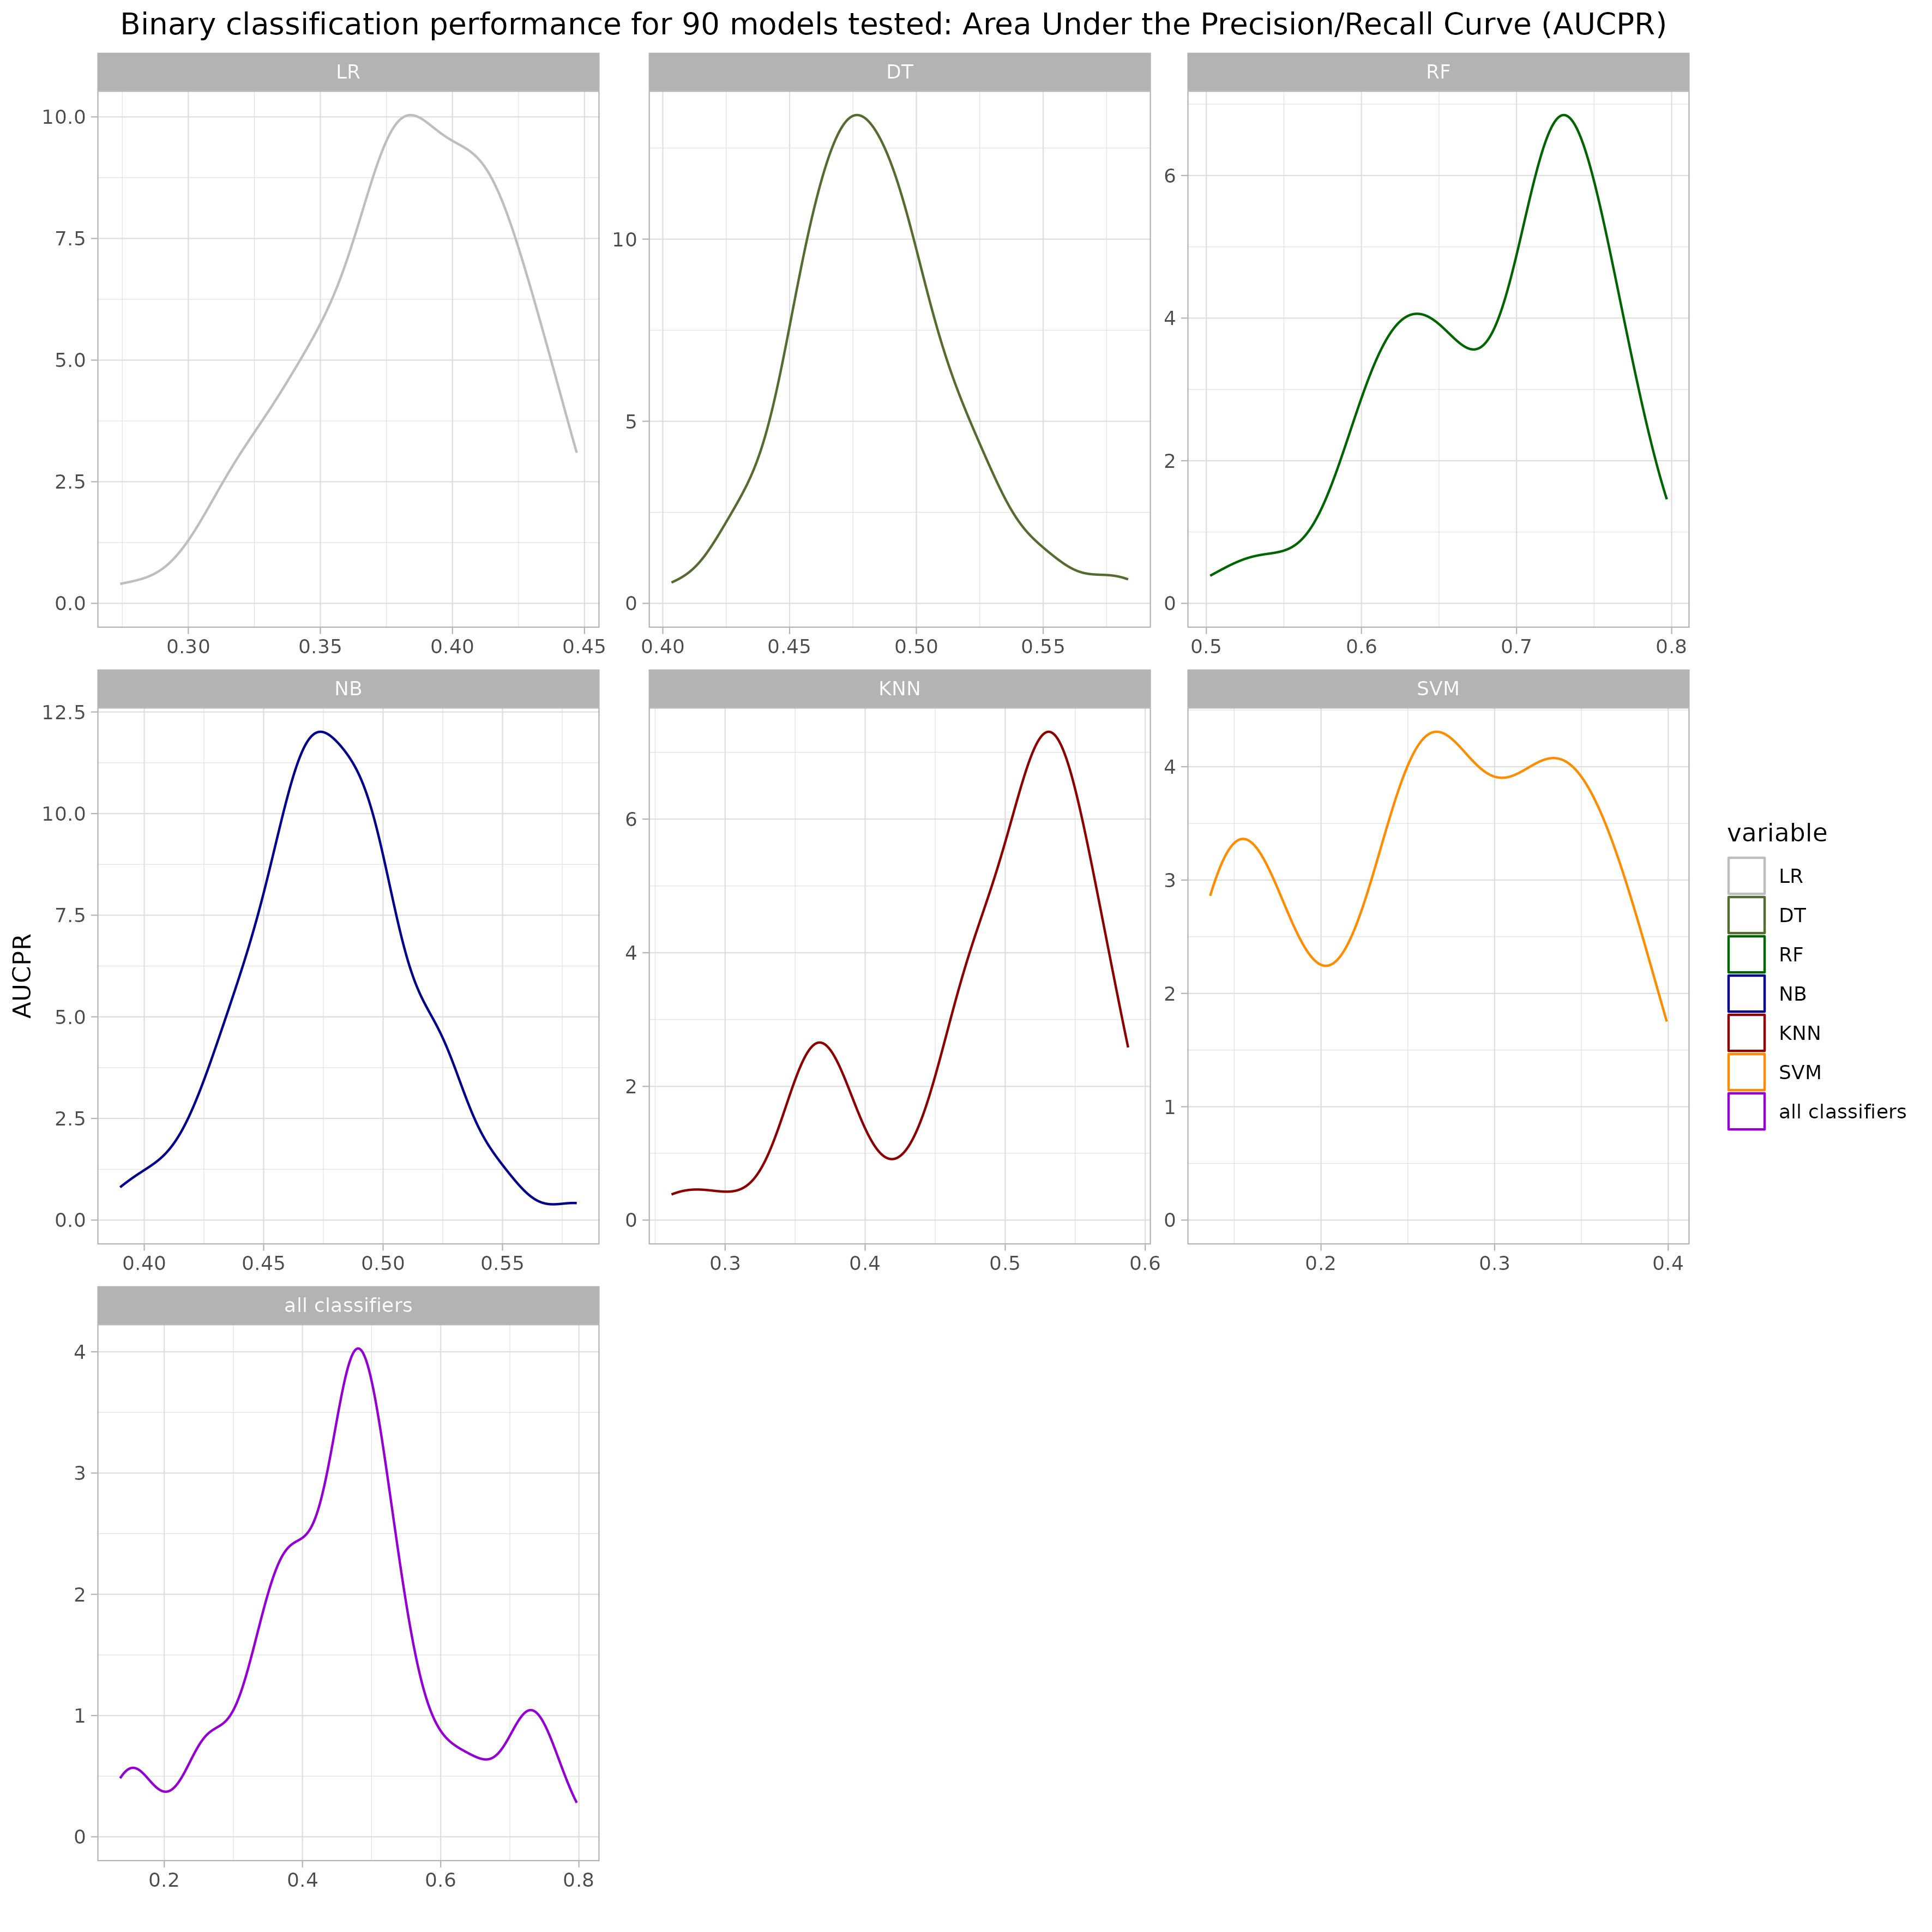 Binary classification performance for 90 models tested: Area Under the Precision/Recall Curve (AUCPR)
LR
DT
RF
10.0
7.5
5.0
2.5
0.0
0.30 0.35 0.40 0.45
10
5
0
0.40 0.45 0.50 0.55
6
4
2
0
0.5 0.6 0.7 0.8
NB
KNN
SVM
12.5
10.0
7.5
5.0
2.5
0.0
0.40 0.45 0.50 0.55
6
4
2
0
0.3 0.4 0.5 0.6
4
3
2
1
0
0.2 0.3 0.4
AUCPR
all classifiers
4
3
2
1
0
0.2 0.4 0.6 0.8
variable
LR
DT
RF
NB
KNN
SVM
all classifiers